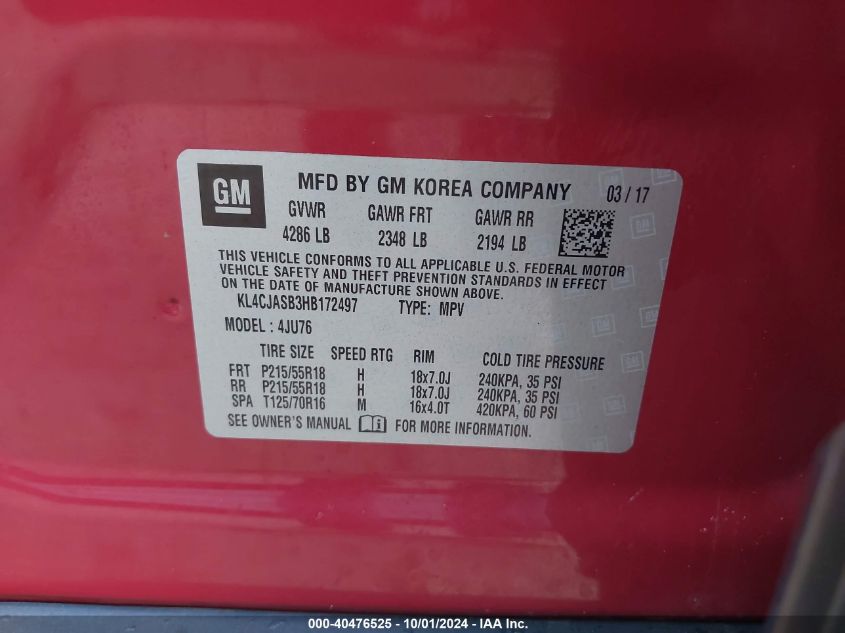 GM MFD BY GM KOREA COMPANY 03 / 17
GVWR GAWR FRT GAWR RR
4286 LB 2348 LB 2194 LB
GM
THIS VEHICLE CONFORMS TO ALL APPLICABLE U.S. FEDERAL MOTOR
VEHICLE SAFETY AND THEFT PREVENTION STANDARDS IN EFFECT
ON THE DATE OF MANUFACTURE SHOWN ABOVE.
KL4CJASB3HB172497 TYPE: MPV
MODEL : 4JU76
TIRE SIZE SPEED RTG RIM COLD TIRE PRESSURE
FRT P215/55R18 H 18x7.0J 240KPA, 35 PSI
RR P215/55R18 H 18x7.0J 240KPA, 35 PSI
SPA T125/70R16 M 16x4.0T 420KPA, 60 PSI
SEE OWNER'S MANUAL FOR MORE INFORMATION.
000-40476525 - 10/01/2024 - IAAI.com